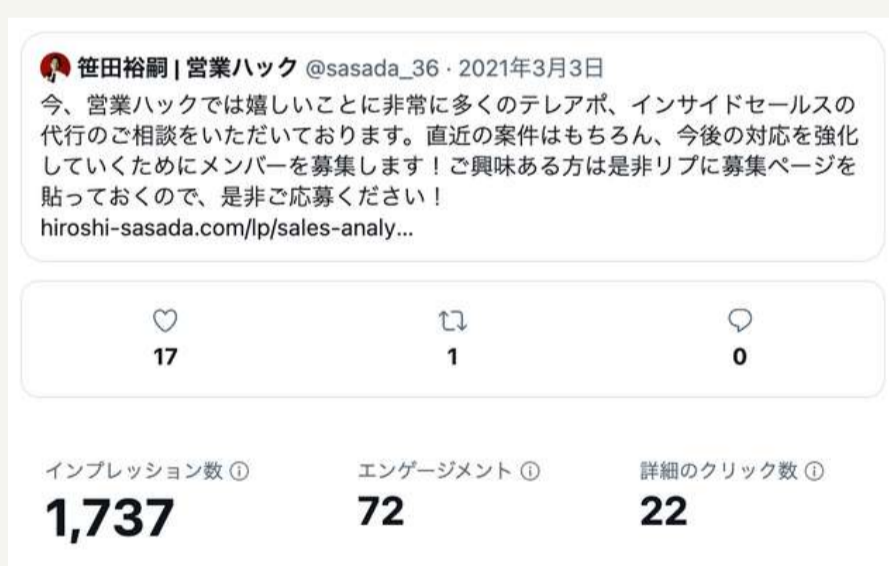 笹田裕嗣 | 営業ハック @sasada_36 · 2021年3月3日
今、営業ハックでは嬉しいことに非常に多くのテレアポ、インサイドセールスの
代行のご相談をいただいております。直近の案件はもちろん、今後の対応を強化
していくためにメンバーを募集します！ご興味ある方は是非リプに募集ページを
貼っておくので、是非ご応募ください！
hiroshi-sasada.com/lp/sales-analy...
17 1 0
インプレッション数 エンゲージメント 詳細のクリック数
1,737 72 22